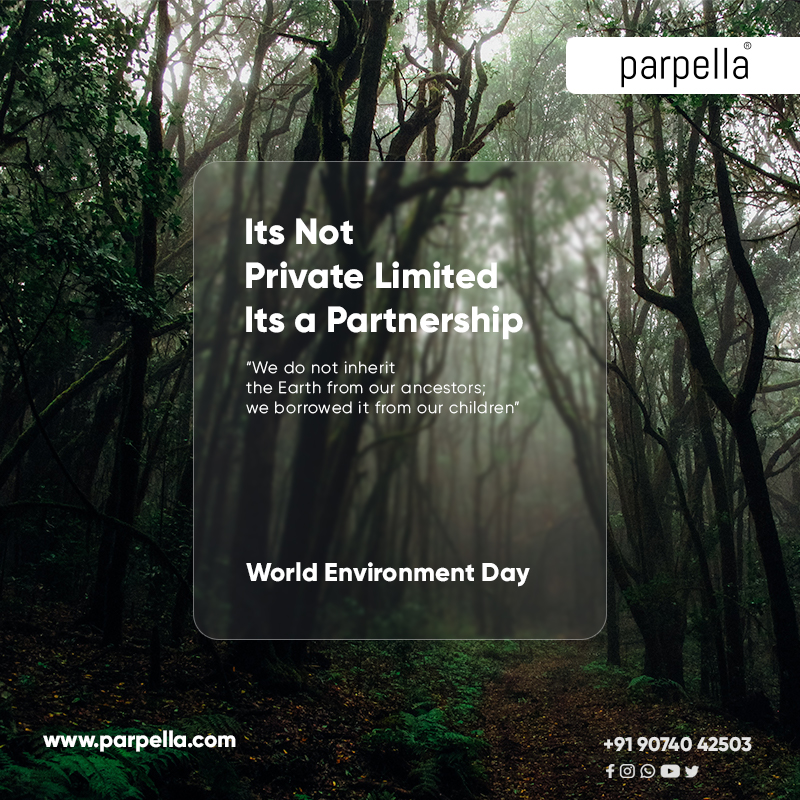 parpella®
Its Not
Private Limited
Its a Partnership
"We do not inherit
the Earth from our ancestors;
we borrowed it from our children"
World Environment Day
www.parpella.com
+91 90740 42503